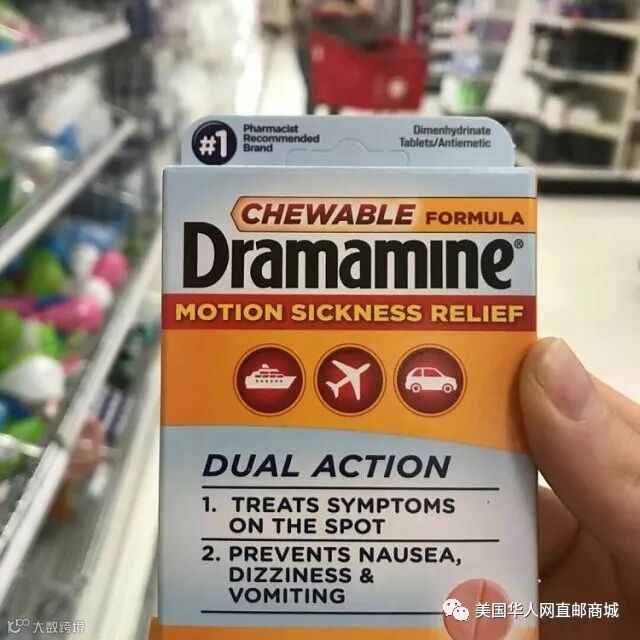 #1
Pharmacist
Recommended
Brand
Dimenhydrinate
Tablets/Antiemetic
CHEWABLE FORMULA
Dramamine®
MOTION SICKNESS RELIEF
DUAL ACTION
1. TREATS SYMPTOMS
ON THE SPOT
2. PREVENTS NAUSEA,
DIZZINESS &
VOMITING
美国华人网直邮商城
大数跨境